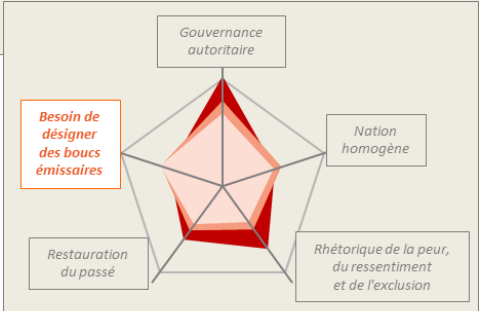 Gouvernance
autoritaire
Besoin de
désigner
des boucs
émissaires
Nation
homogène
Restauration
du passé
Rhétorique de la peur,
du ressentiment
et de l'exclusion